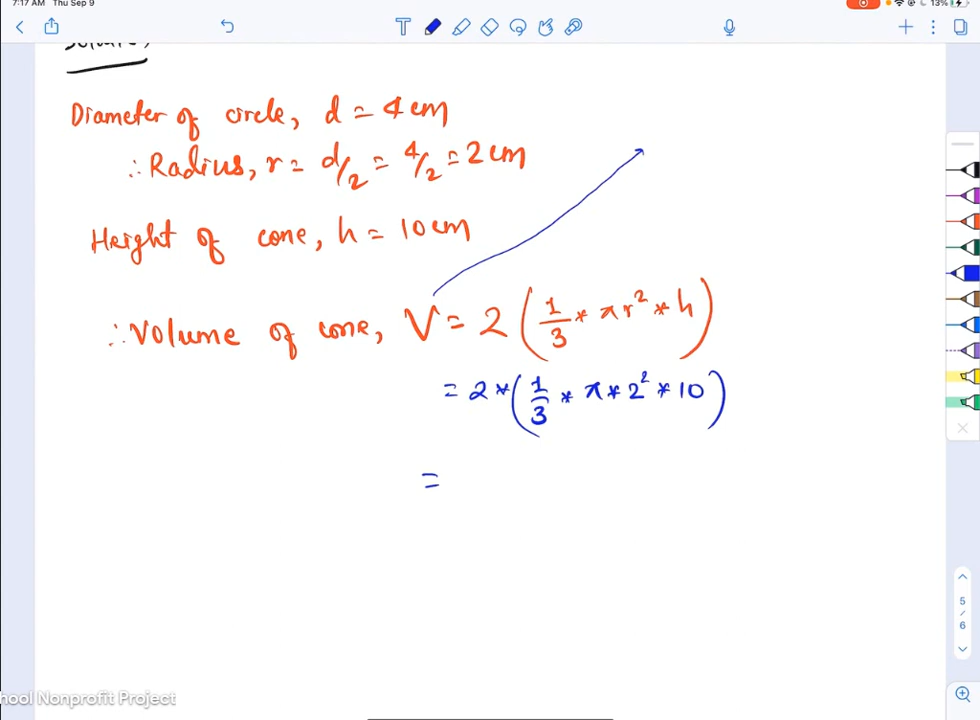 7:17 AM Thu Sep 9
13%
Diameter of circle, d = 4 cm
∴ Radius, r = d/2 = 4/2 = 2 cm
Height of cone, h = 10 cm
∴ Volume of cone, V = 2 ( 1/3 * πr² * h )
= 2 * ( 1/3 * π * 2² * 10 )
=
5
/
6
hool Nonprofit Project